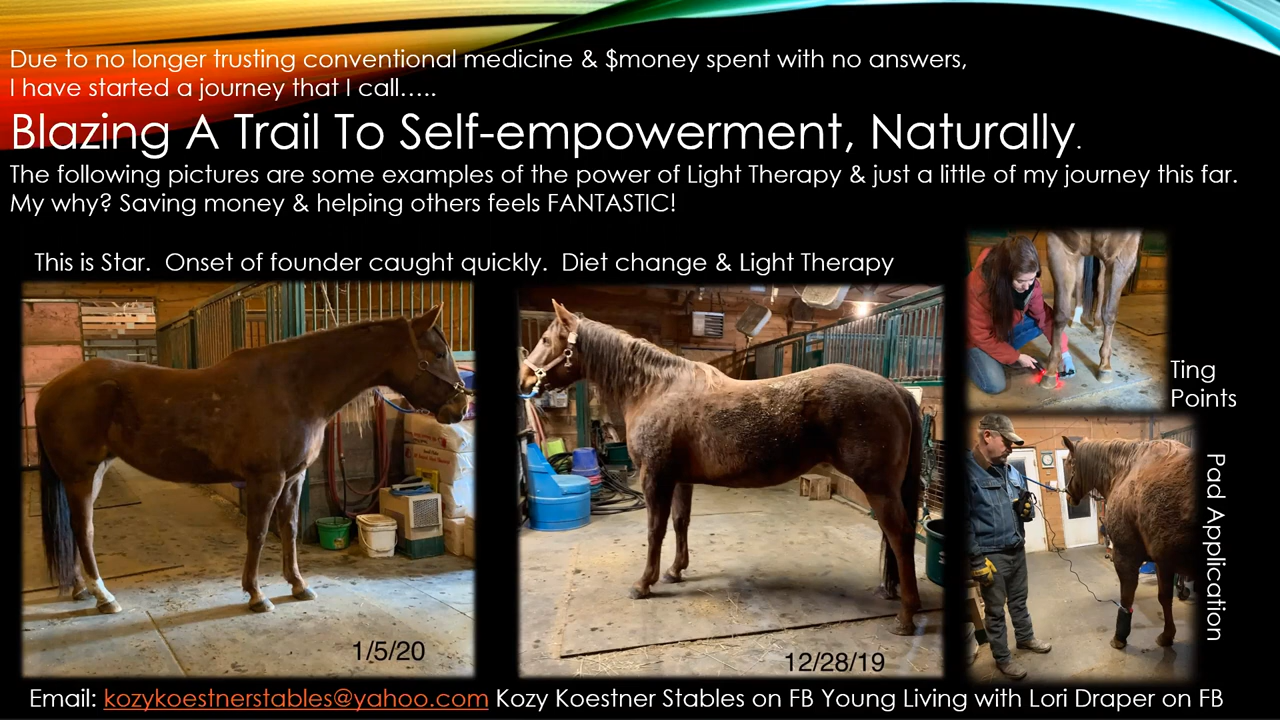 Due to no longer trusting conventional medicine & $money spent with no answers,
I have started a journey that I call…..
Blazing A Trail To Self-empowerment, Naturally.
The following pictures are some examples of the power of Light Therapy & just a little of my journey this far.
My why? Saving money & helping others feels FANTASTIC!
This is Star.  Onset of founder caught quickly.  Diet change & Light Therapy
Ting
Points
Pad Application
1/5/20
12/28/19
Email: kozykoestnerstables@yahoo.com Kozy Koestner Stables on FB Young Living with Lori Draper on FB